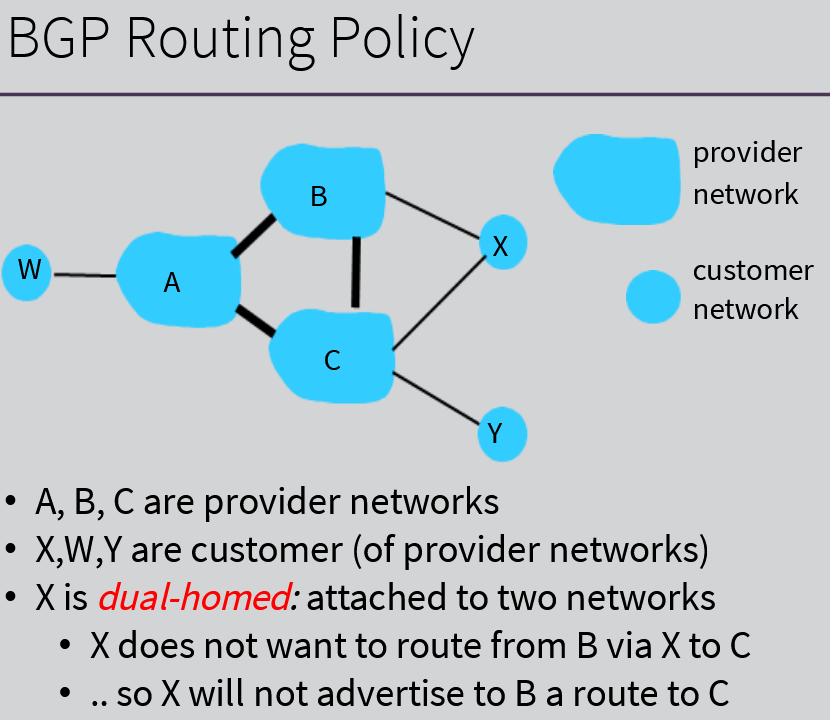 BGP Routing Policy
B
provider
network
X
W
A
customer
network
C
Y
• A, B, C are provider networks
• X,W,Y are customer (of provider networks)
• X is dual-homed: attached to two networks
• X does not want to route from B via X to C
• .. so X will not advertise to B a route to C